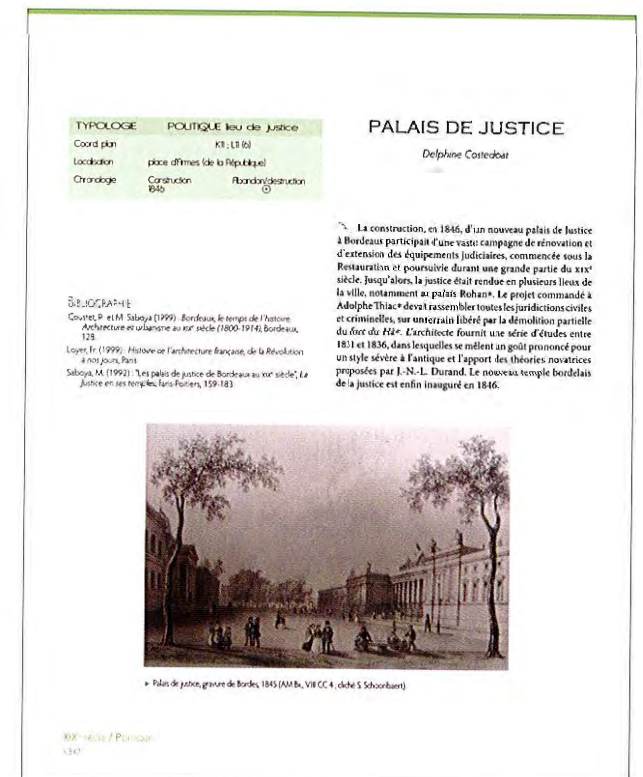 TYPOLOGIE POLITIQUE lieu de justice
Coord. plan K11 ; L11 (6)
Localisation place d'Armes (de la République)
Chronologie Construction Abandon/destruction
1846
PALAIS DE JUSTICE
Delphine Costedoat
La construction, en 1846, d'un nouveau palais de Justice
à Bordeaux participait d'une vaste campagne de rénovation et
d'extension des équipements judiciaires, commencée sous la
Restauration et poursuivie durant une grande partie du XIXe
siècle. Jusqu'alors, la justice était rendue en plusieurs lieux de
la ville, notamment au palais Rohan*. Le projet commandé à
Adolphe Thiac* devait rassembler toutes les juridictions civiles
et criminelles, sur un terrain libéré par la démolition partielle
du fort du Hâ*. L'architecte fournit une série d'études entre
1831 et 1836, dans lesquelles se mêlent un goût prononcé pour
un style sévère à l'antique et l'apport des théories novatrices
proposées par J.-N.-L. Durand. Le nouveau temple bordelais
de la justice est enfin inauguré en 1846.
BIBLIOGRAPHIE
Coustet, P. et M. Saboya (1999) : Bordeaux, le temps de l'histoire.
Architecture et urbanisme au XIXe siècle (1800-1914), Bordeaux,
128.
Loyer, Fr. (1999) : Histoire de l'architecture française, de la Révolution
à nos jours, Paris.
Saboya, M. (1992) : "Les palais de justice de Bordeaux au XIXe siècle", La
Justice en ses temples, Paris-Poitiers, 159-183.
Palais de justice, gravure de Bordes, 1845 (AM Bx, VIII CC 4 ; cliché S. Schoonbaert)
XIXe siècle / Politique